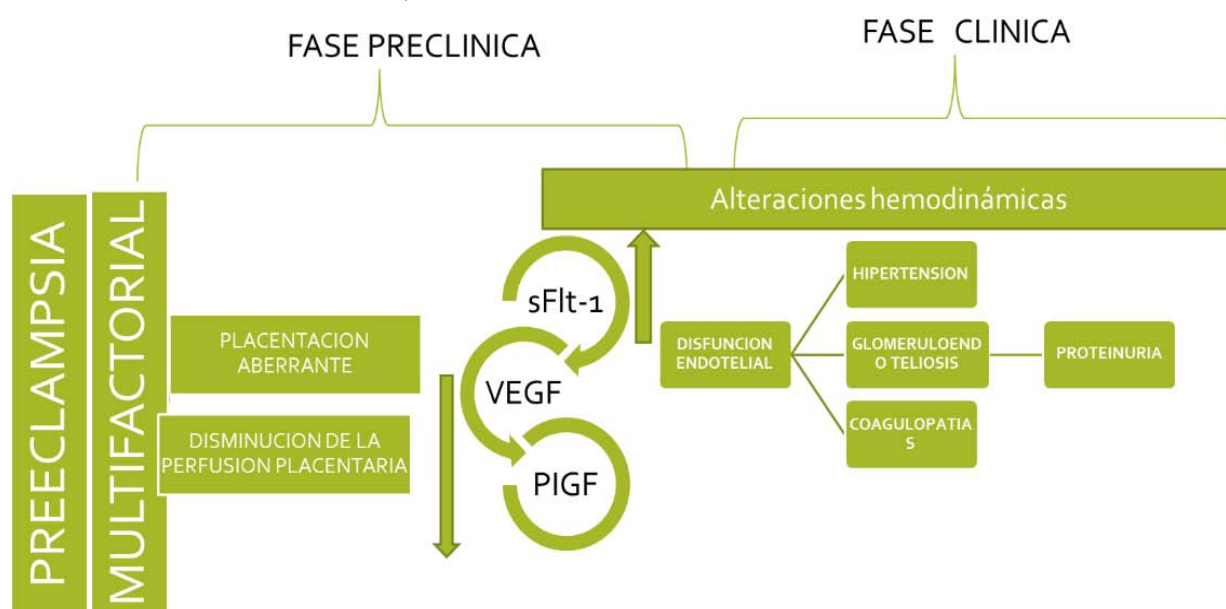 FASE PRECLINICA
FASE CLINICA
PREECLAMPSIA
MULTIFACTORIAL
Alteraciones hemodinámicas
PLACENTACION
ABERRANTE
DISMINUCION DE LA
PERFUSION PLACENTARIA
sFlt-1
VEGF
PIGF
DISFUNCION
ENDOTELIAL
HIPERTENSION
GLOMERULOEND
O TELIOSIS
PROTEINURIA
COAGULOPATIA
S